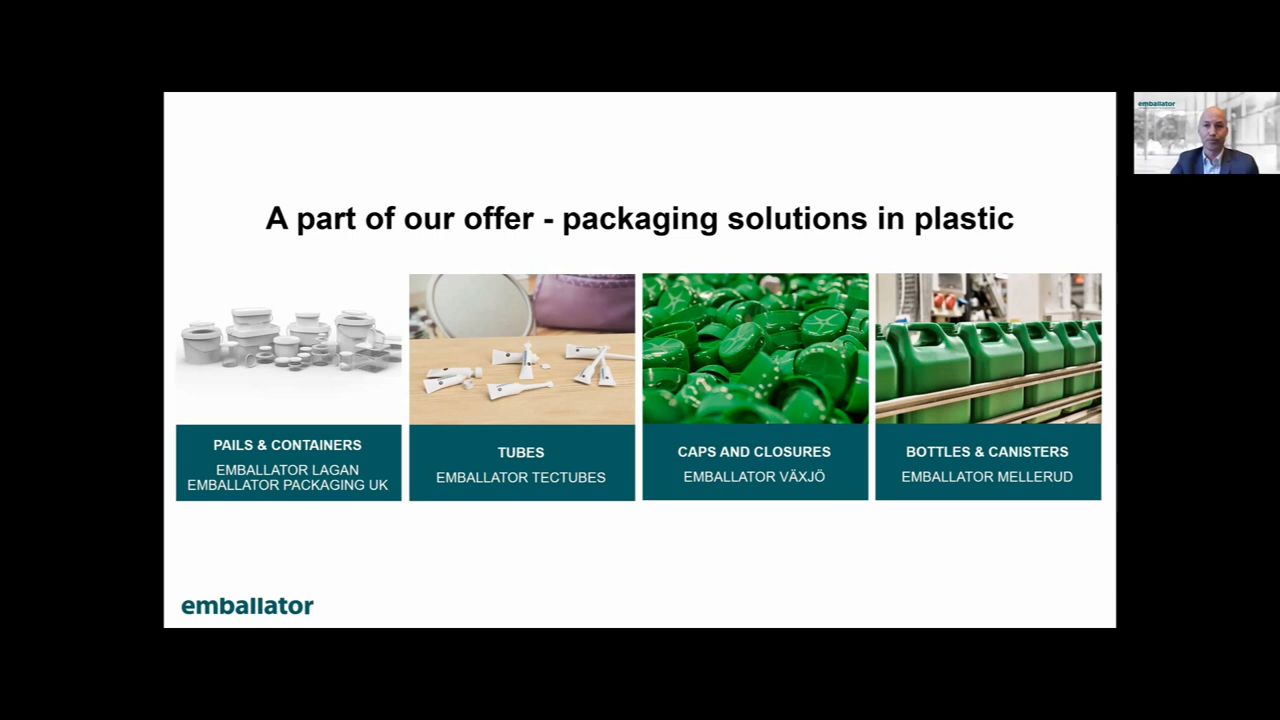 A part of our offer - packaging solutions in plastic
PAILS & CONTAINERS
EMBALLATOR LAGAN
EMBALLATOR PACKAGING UK
TUBES
EMBALLATOR TECTUBES
CAPS AND CLOSURES
EMBALLATOR VÄXJÖ
BOTTLES & CANISTERS
EMBALLATOR MELLERUD
emballator
emballator